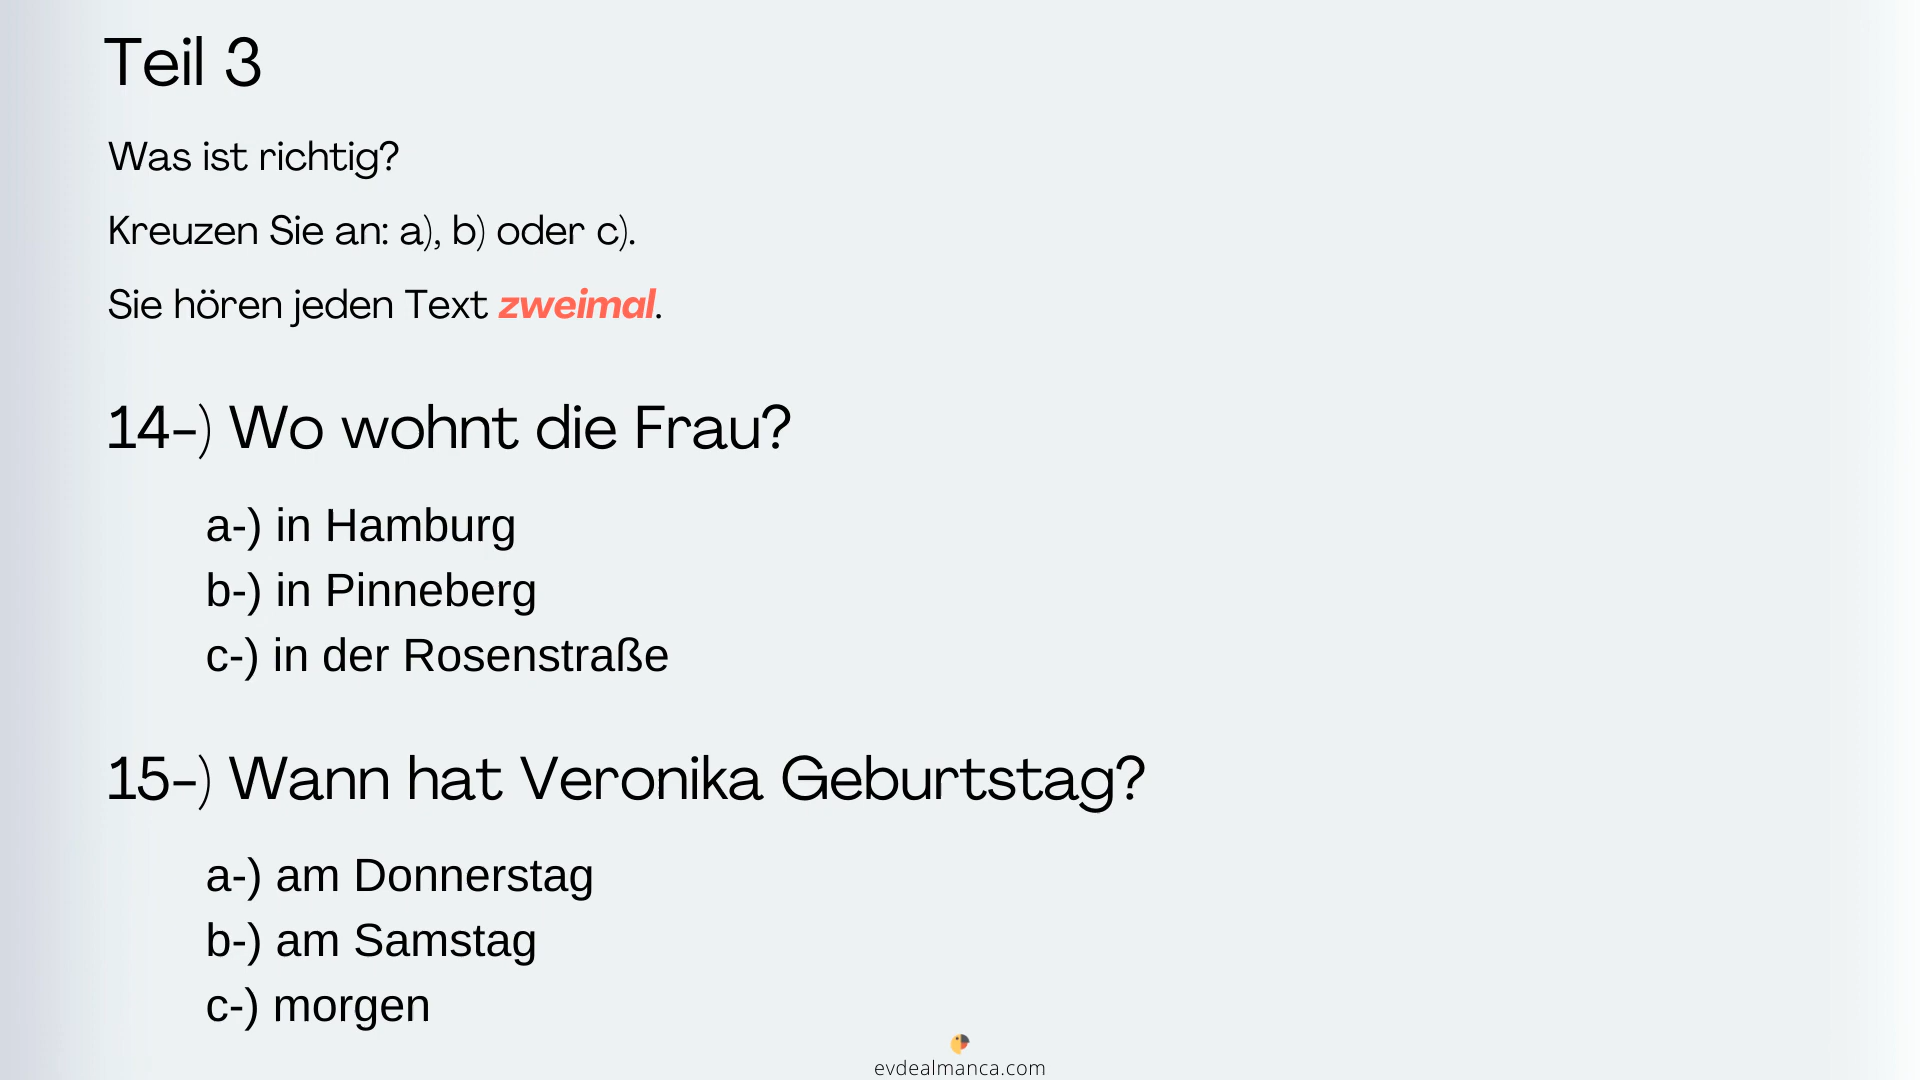 Teil 3
Was ist richtig?
Kreuzen Sie an: a), b) oder c).
Sie hören jeden Text zweimal.
14-) Wo wohnt die Frau?
a-) in Hamburg
b-) in Pinneberg
c-) in der Rosenstraße
15-) Wann hat Veronika Geburtstag?
a-) am Donnerstag
b-) am Samstag
c-) morgen
evdealmanca.com